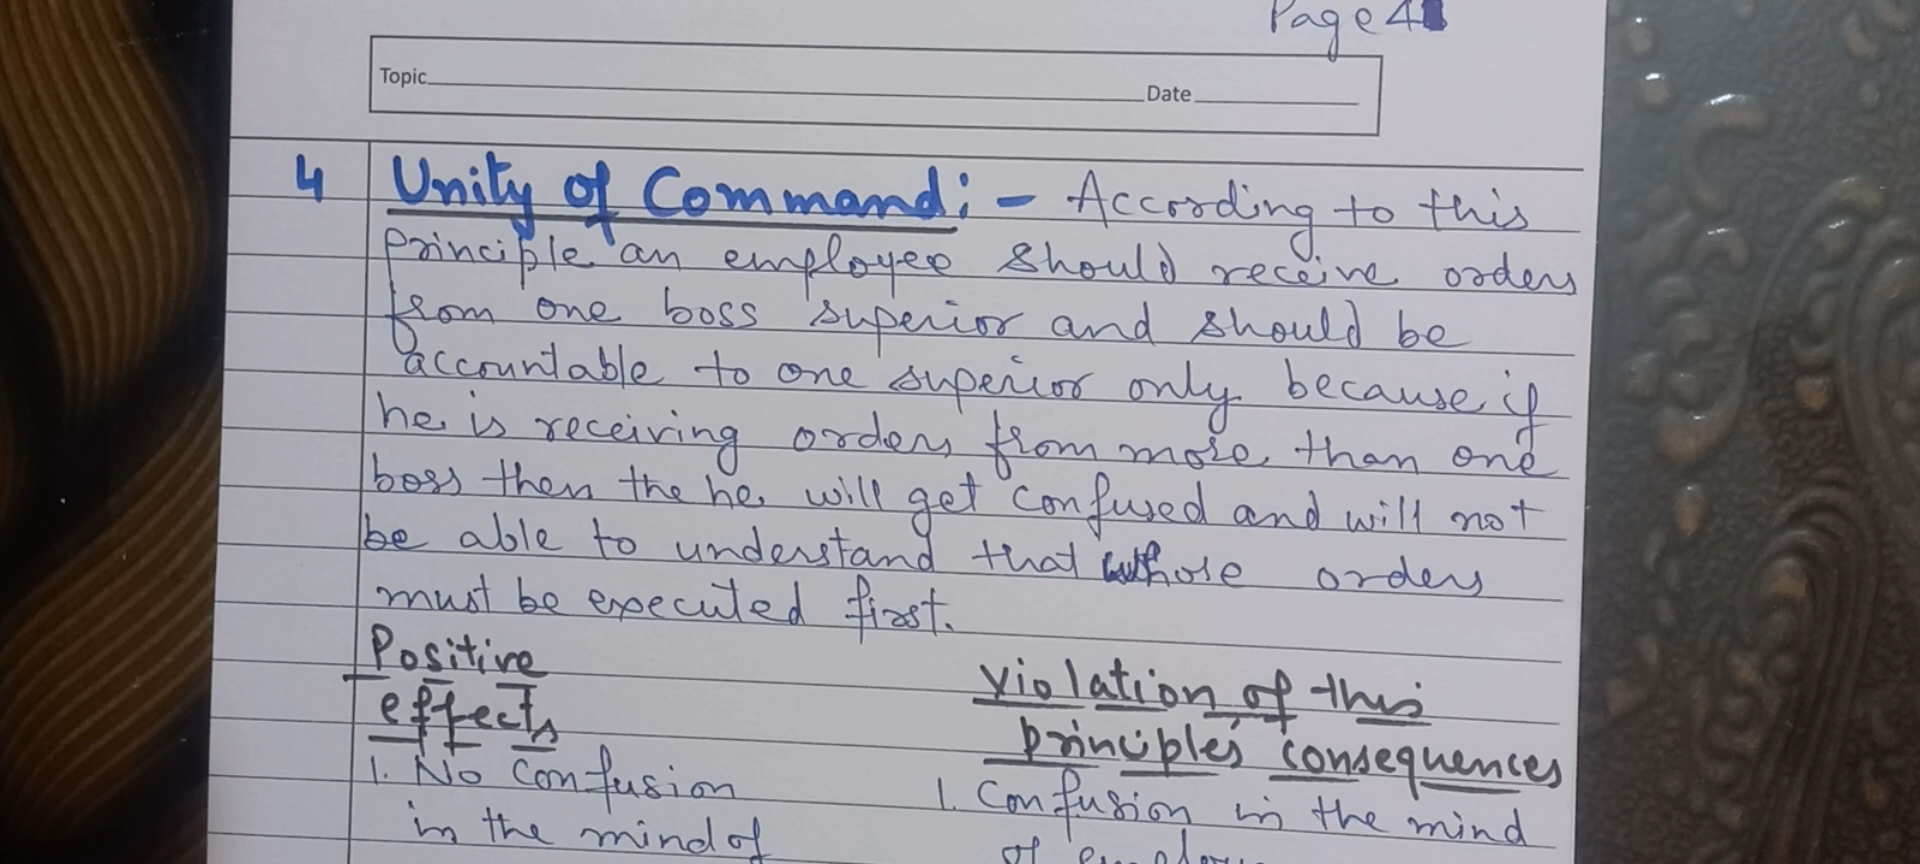 Page 4
Topic Date
4 Unity of Command: - According to this
principle an employee should receive orders
from one boss superior and should be
accountable to one superior only because if
he is receiving orders from more than one
boss then the he will get confused and will not
be able to understand that whose orders
must be executed first.
Positive
effects
1. No Confusion
in the mind of
Violation of this
principles' consequences
1. Confusion in the mind
of